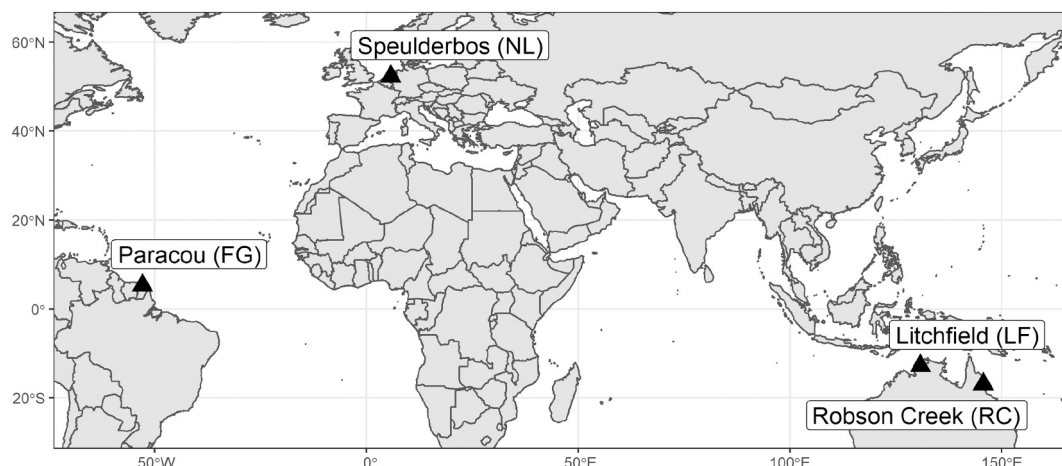 60°N
Speulderbos (NL)
40°N
20°N
Paracou (FG)
0°
Litchfield (LF)
20°S
Robson Creek (RC)
50°W
0°
50°E
100°E
150°E